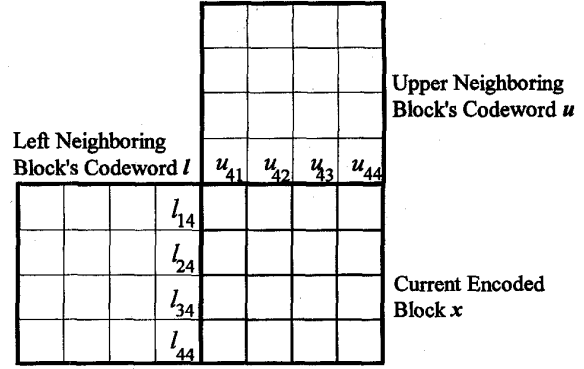 Upper Neighboring
Block's Codeword u
Left Neighboring
Block's Codeword l
u41 u42 u43 u44
l14
l24
l34
l44
Current Encoded
Block x